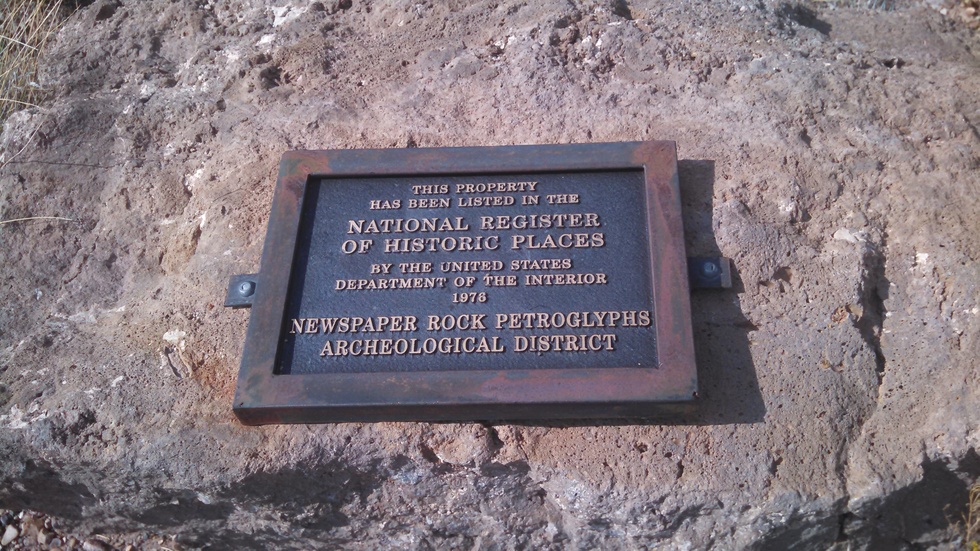 THIS PROPERTY
HAS BEEN LISTED IN THE
NATIONAL REGISTER
OF HISTORIC PLACES
BY THE UNITED STATES
DEPARTMENT OF THE INTERIOR
1976
NEWSPAPER ROCK PETROGLYPHS
ARCHEOLOGICAL DISTRICT